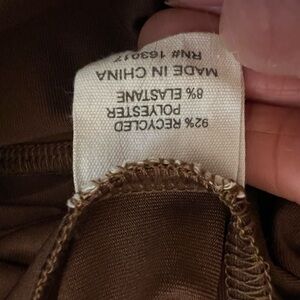 92% RECYCLED
POLYESTER
8% ELASTANE
MADE IN CHINA
RN# 163017